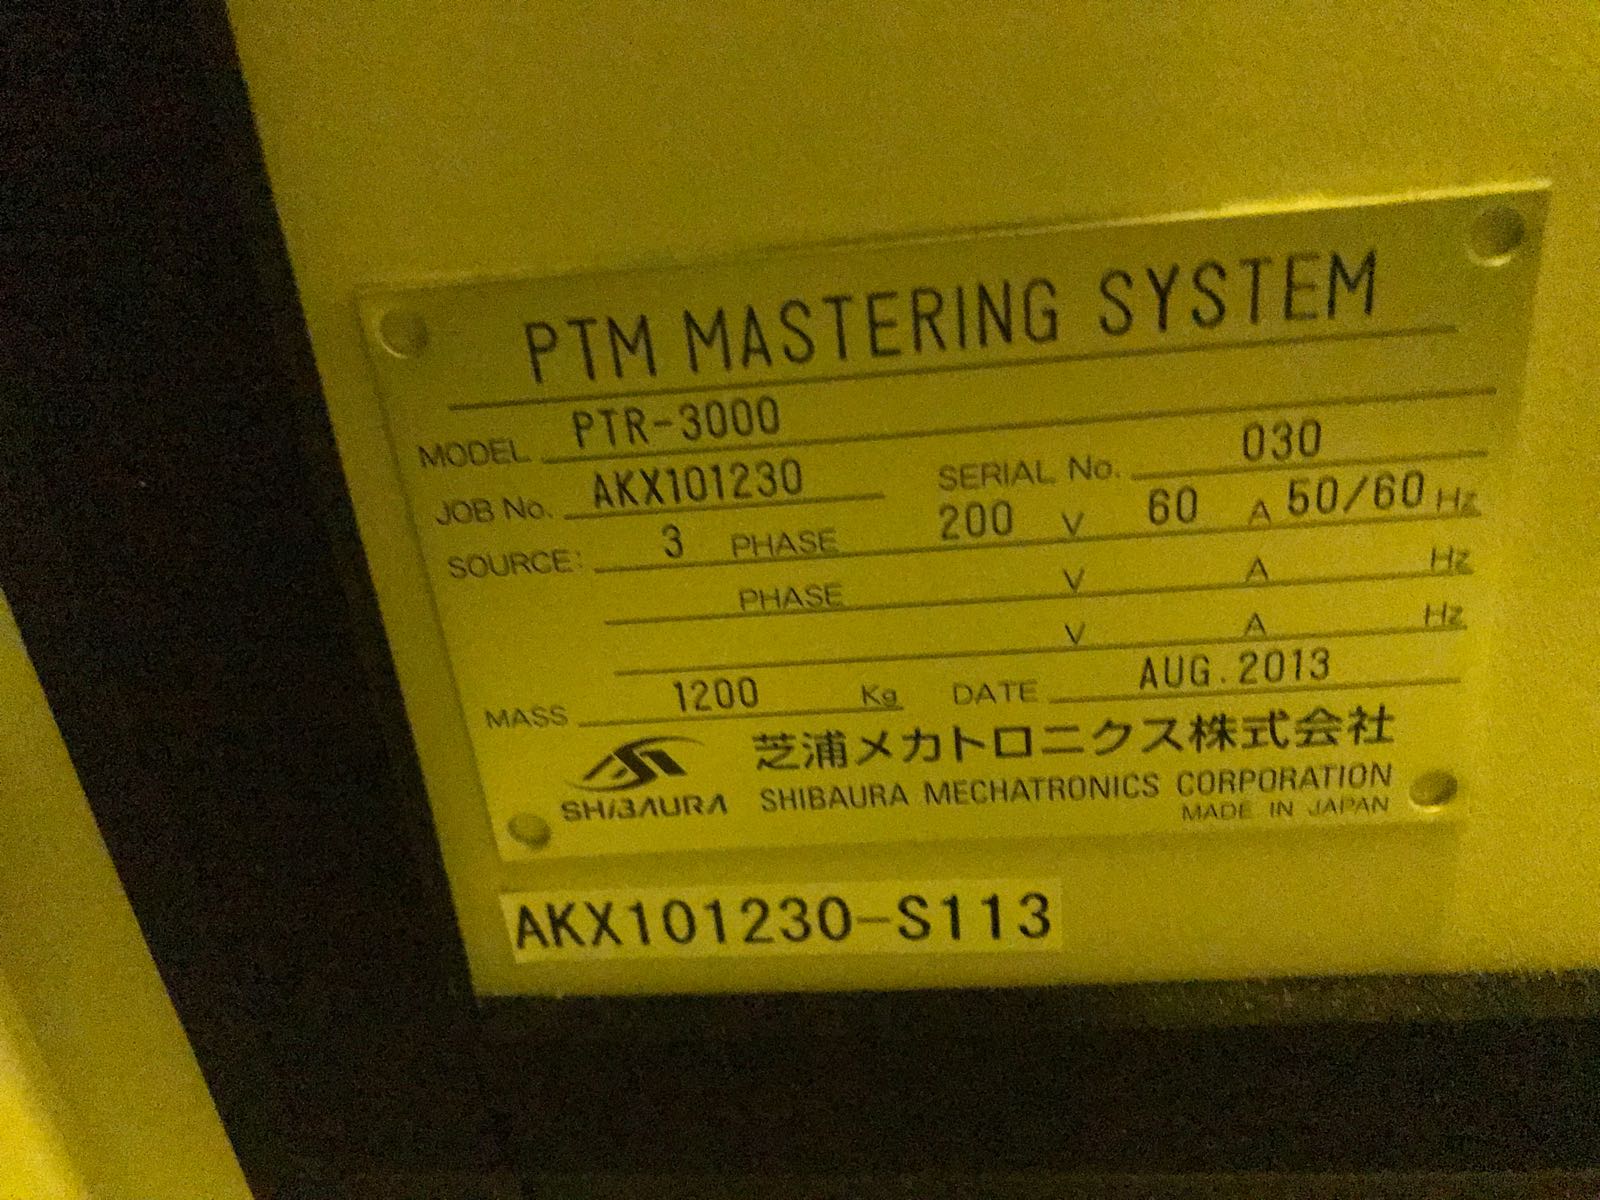 PTM MASTERING SYSTEM
MODEL PTR-3000
JOB No. AKX101230 SERIAL No. 030
SOURCE: 3 PHASE 200 V 60 A 50/60 Hz
PHASE V A Hz
V A Hz
MASS 1200 Kg DATE AUG.2013
SHIBAURA 芝浦メカトロニクス株式会社
SHIBAURA MECHATRONICS CORPORATION
MADE IN JAPAN
AKX101230-S113